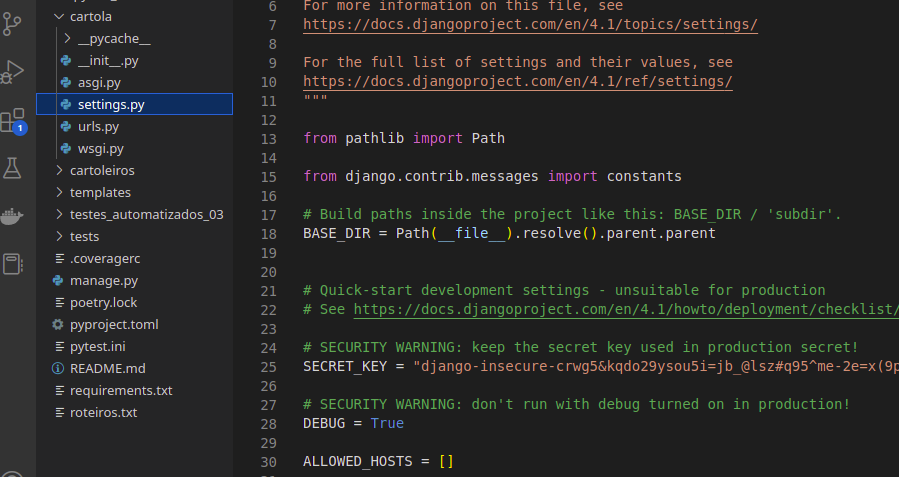 cartola
__pycache__
__init__.py
asgi.py
settings.py
urls.py
wsgi.py
cartoleiros
templates
testes_automatizados_03
tests
.coveragerc
manage.py
poetry.lock
pyproject.toml
pytest.ini
README.md
requirements.txt
roteiros.txt
1
6 For more information on this file, see
7 https://docs.djangoproject.com/en/4.1/topics/settings/
8
9 For the full list of settings and their values, see
10 https://docs.djangoproject.com/en/4.1/ref/settings/
11 """
12
13 from pathlib import Path
14
15 from django.contrib.messages import constants
16
17 # Build paths inside the project like this: BASE_DIR / 'subdir'.
18 BASE_DIR = Path(__file__).resolve().parent.parent
19
20
21 # Quick-start development settings - unsuitable for production
22 # See https://docs.djangoproject.com/en/4.1/howto/deployment/checklist/
23
24 # SECURITY WARNING: keep the secret key used in production secret!
25 SECRET_KEY = "django-insecure-crwg5&kqdo29ysou5i=jb_@lsz#q95^me-2e=x(9p
26
27 # SECURITY WARNING: don't run with debug turned on in production!
28 DEBUG = True
29
30 ALLOWED_HOSTS = []